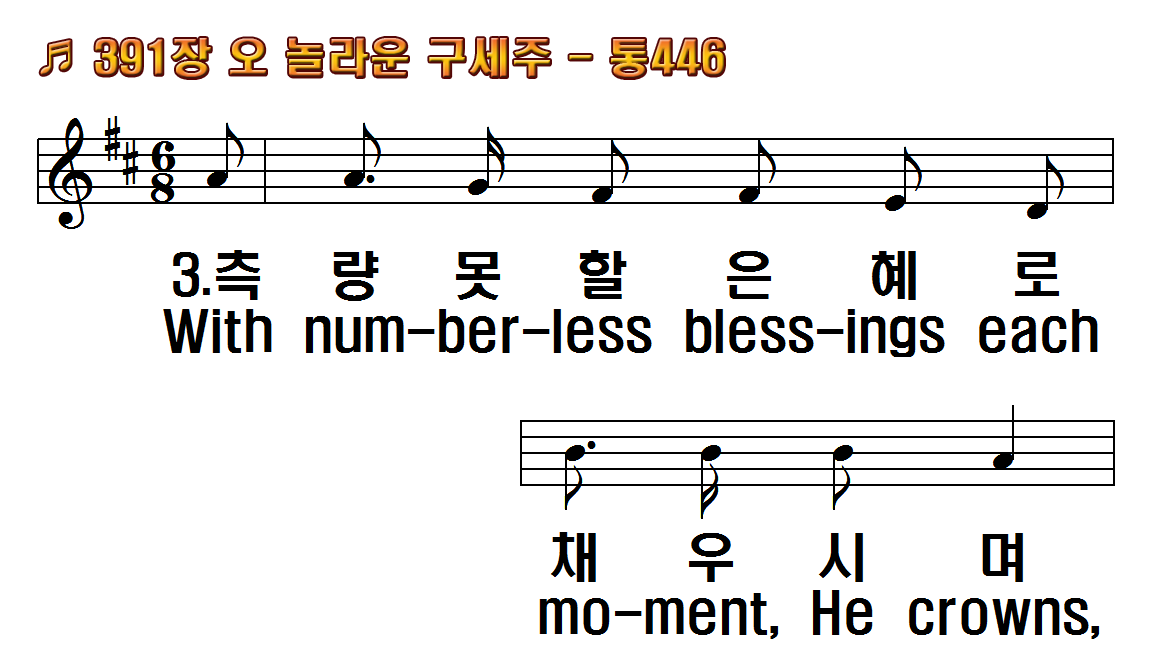 ♬ 391장 오 놀라운 구세주 - 통446
6
8
3.측 량 못 할 은 혜 로
With num-ber-less bless-ings each
채 우 시 며
mo-ment, He crowns,